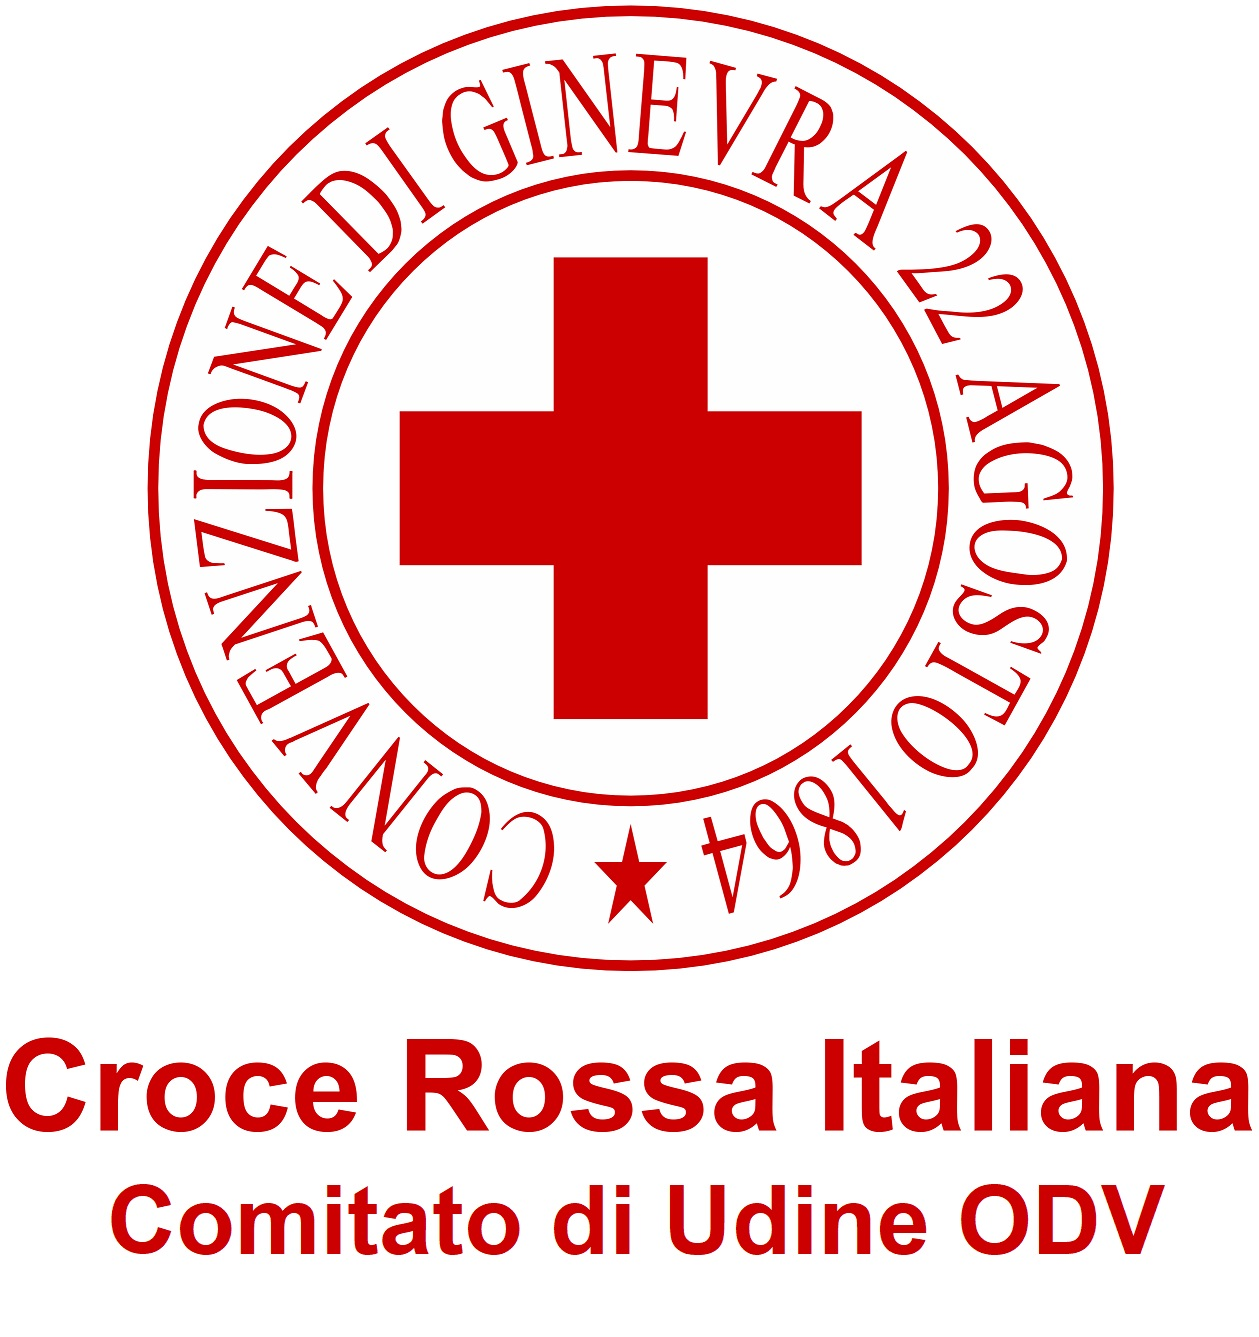 CONVENZIONE DI GINEVRA 22 AGOSTO 1864
Croce Rossa Italiana
Comitato di Udine ODV